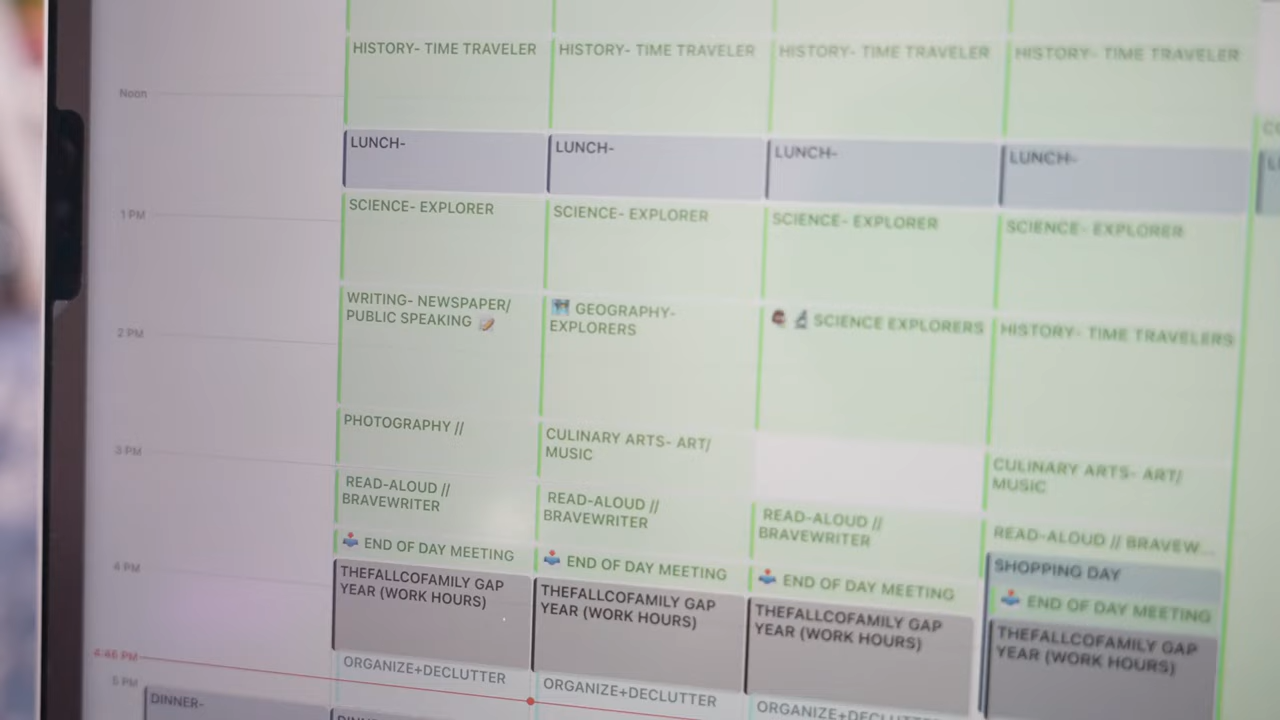 HISTORY- TIME TRAVELER
HISTORY- TIME TRAVELER
HISTORY- TIME TRAVELER
HISTORY- TIME TRAVELER
Noon
LUNCH-
LUNCH-
LUNCH-
LUNCH-
1 PM
SCIENCE- EXPLORER
SCIENCE- EXPLORER
SCIENCE- EXPLORER
SCIENCE- EXPLORER
WRITING- NEWSPAPER/
PUBLIC SPEAKING 📝
🗺️ GEOGRAPHY-
EXPLORERS
🔬 SCIENCE EXPLORERS
HISTORY- TIME TRAVELERS
2 PM
PHOTOGRAPHY //
CULINARY ARTS- ART/
MUSIC
CULINARY ARTS- ART/
MUSIC
3 PM
READ-ALOUD //
BRAVEWRITER
READ-ALOUD //
BRAVEWRITER
READ-ALOUD //
BRAVEWRITER
READ-ALOUD // BRAVEW...
SHOPPING DAY
END OF DAY MEETING
END OF DAY MEETING
END OF DAY MEETING
END OF DAY MEETING
4 PM
THEFALLCOFAMILY GAP
YEAR (WORK HOURS)
THEFALLCOFAMILY GAP
YEAR (WORK HOURS)
THEFALLCOFAMILY GAP
YEAR (WORK HOURS)
THEFALLCOFAMILY GAP
YEAR (WORK HOURS)
4:46 PM
ORGANIZE+DECLUTTER
ORGANIZE+DECLUTTER
ORGANIZE+DECLUTTER
5 PM
DINNER-